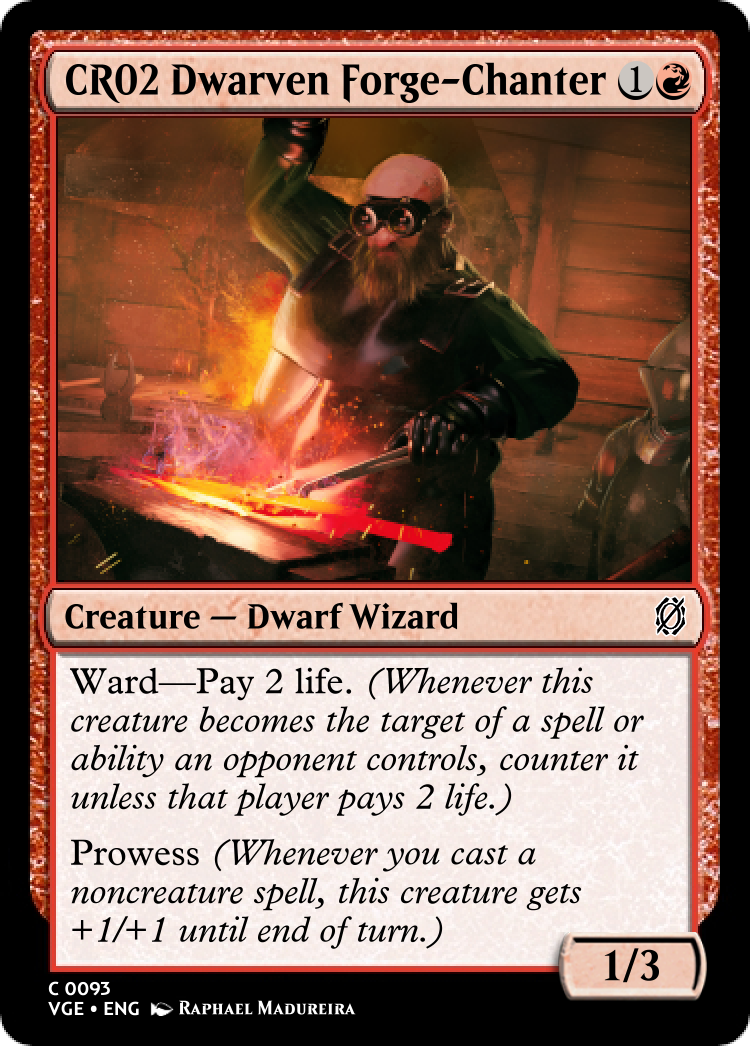 CR02 Dwarven Forge-Chanter 1
Creature — Dwarf Wizard
Ward—Pay 2 life. (Whenever this
creature becomes the target of a spell or
ability an opponent controls, counter it
unless that player pays 2 life.)
Prowess (Whenever you cast a
noncreature spell, this creature gets
+1/+1 until end of turn.)
1/3
C 0093
VGE • ENG Raphael Madureira